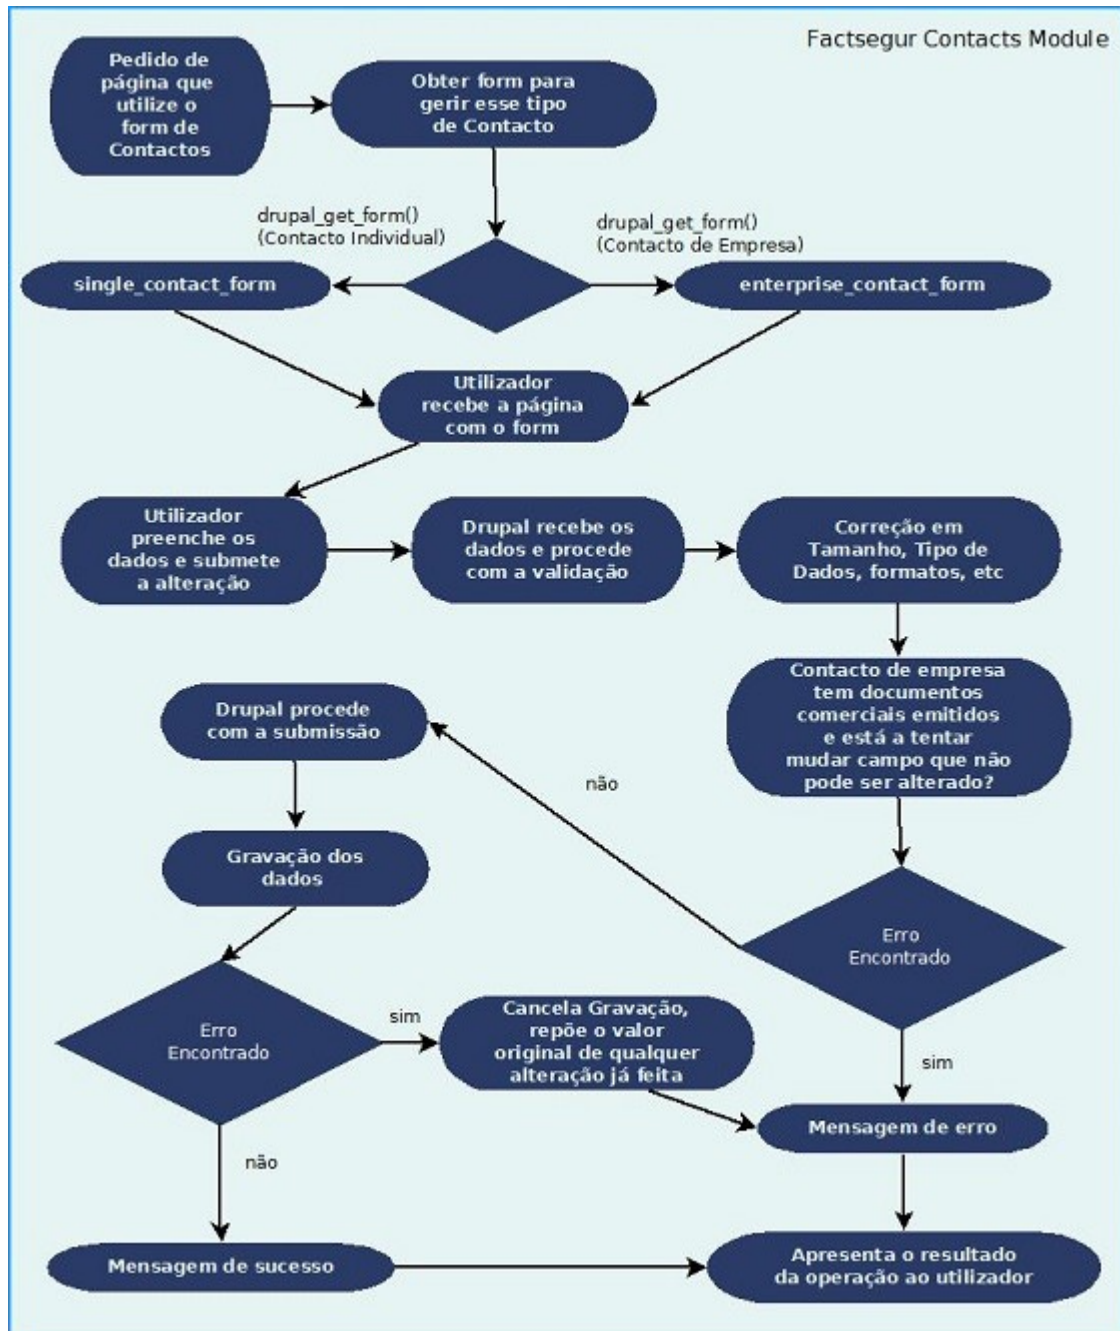 Factsegur Contacts Module
Pedido de
página que
utilize o
form de
Contactos
Obter form para
gerir esse tipo
de Contacto
drupal_get_form()
(Contacto Individual)
drupal_get_form()
(Contacto de Empresa)
single_contact_form
enterprise_contact_form
Utilizador
recebe a página
com o form
Utilizador
preenche os
dados e submete
a alteração
Drupal recebe os
dados e procede
com a validação
Correção em
Tamanho, Tipo de
Dados, formatos, etc
Contacto de empresa
tem documentos
comerciais emitidos
e está a tentar
mudar campo que não
pode ser alterado?
Drupal procede
com a submissão
não
Gravação dos
dados
Erro
Encontrado
Erro
Encontrado
sim
Cancela Gravação,
repõe o valor
original de qualquer
alteração já feita
sim
Mensagem de erro
não
Mensagem de sucesso
Apresenta o resultado
da operação ao utilizador